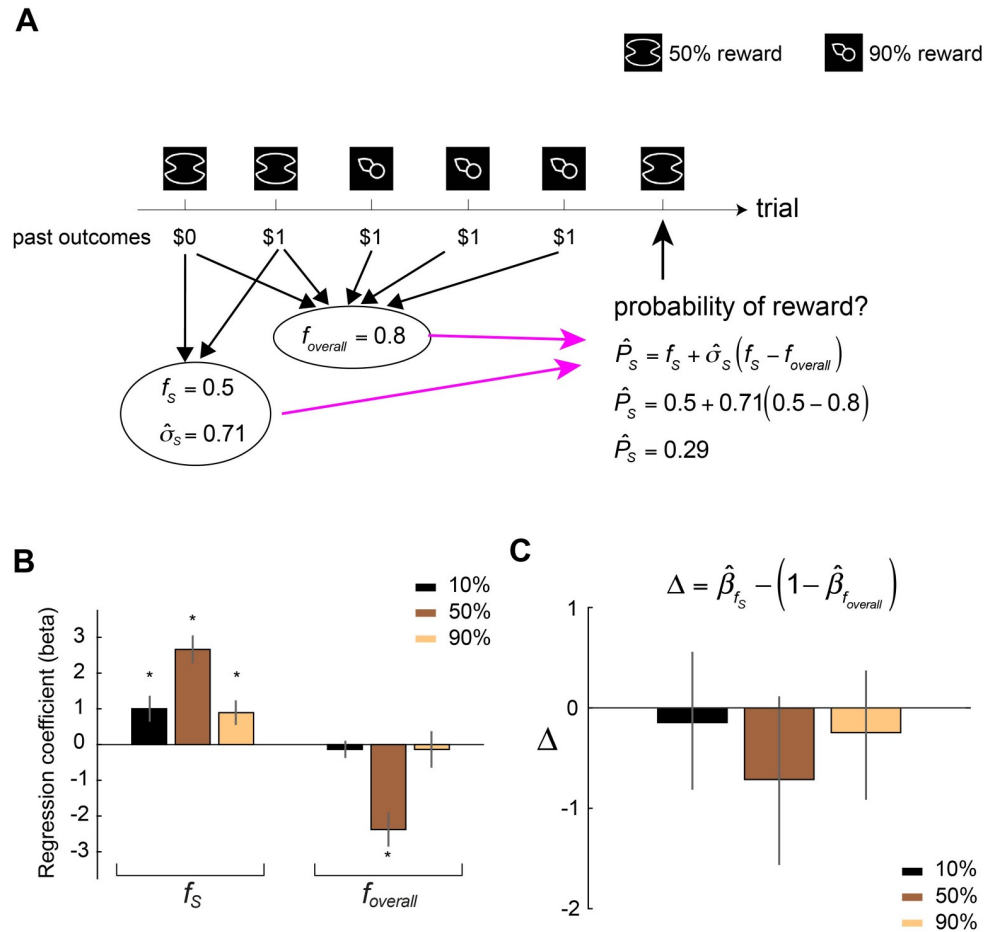 A
50% reward
90% reward
trial
past outcomes $0 $1 $1 $1 $1
f_overall = 0.8
f_S = 0.5
σ̂_S = 0.71
probability of reward?
P̂_S = f_S + σ̂_S (f_S − f_overall)
P̂_S = 0.5 + 0.71(0.5 − 0.8)
P̂_S = 0.29
B
10%
50%
90%
Regression coefficient (beta)
3
2
1
0
-1
-2
-3
* * *
*
f_S
f_overall
C
Δ = β̂_f_S − (1 − β̂_f_overall)
1
0
-1
-2
Δ
10%
50%
90%